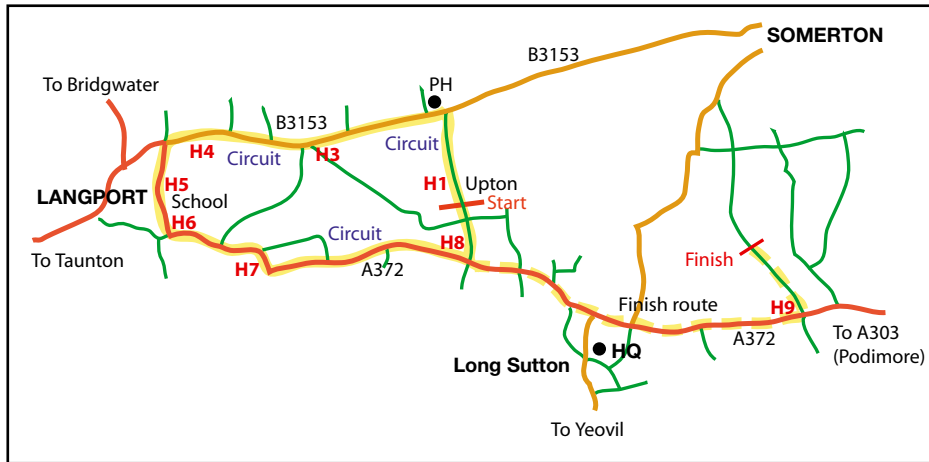 SOMERTON
B3153
To Bridgwater
PH
B3153
H4
Circuit
H3
Circuit
H5
School
H1
Upton
LANGPORT
Start
H6
Circuit
H8
To Taunton
H7
A372
Finish
Finish route
H9
A372
To A303
(Podimore)
Long Sutton
HQ
To Yeovil